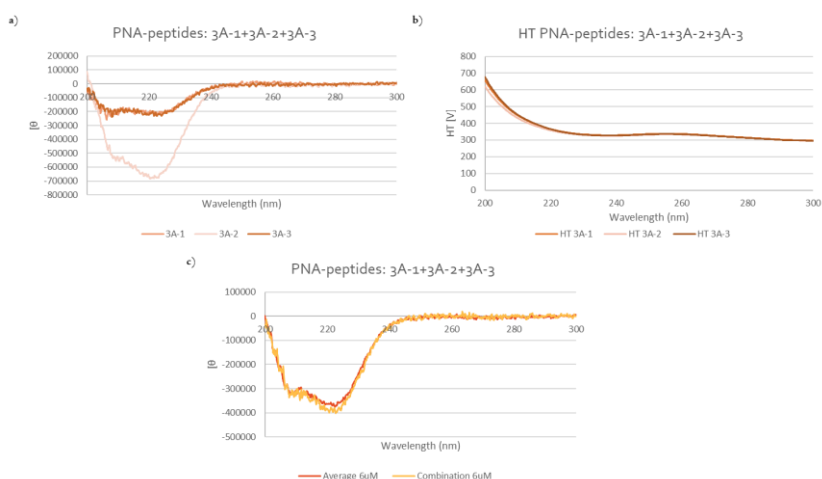 a)
PNA-peptides: 3A-1+3A-2+3A-3
200000
100000
0
-100000
-200000
-300000
-400000
-500000
-600000
-700000
-800000
200 220 240 260 280 300
[θ
Wavelength (nm)
3A-1 3A-2 3A-3
b)
HT PNA-peptides: 3A-1+3A-2+3A-3
800
700
600
500
400
300
200
100
0
200 220 240 260 280 300
HT [V]
Wavelength (nm)
HT 3A-1 HT 3A-2 HT 3A-3
c)
PNA-peptides: 3A-1+3A-2+3A-3
100000
0
-100000
-200000
-300000
-400000
-500000
200 220 240 260 280 300
[θ
Wavelength (nm)
Average 6uM Combination 6uM